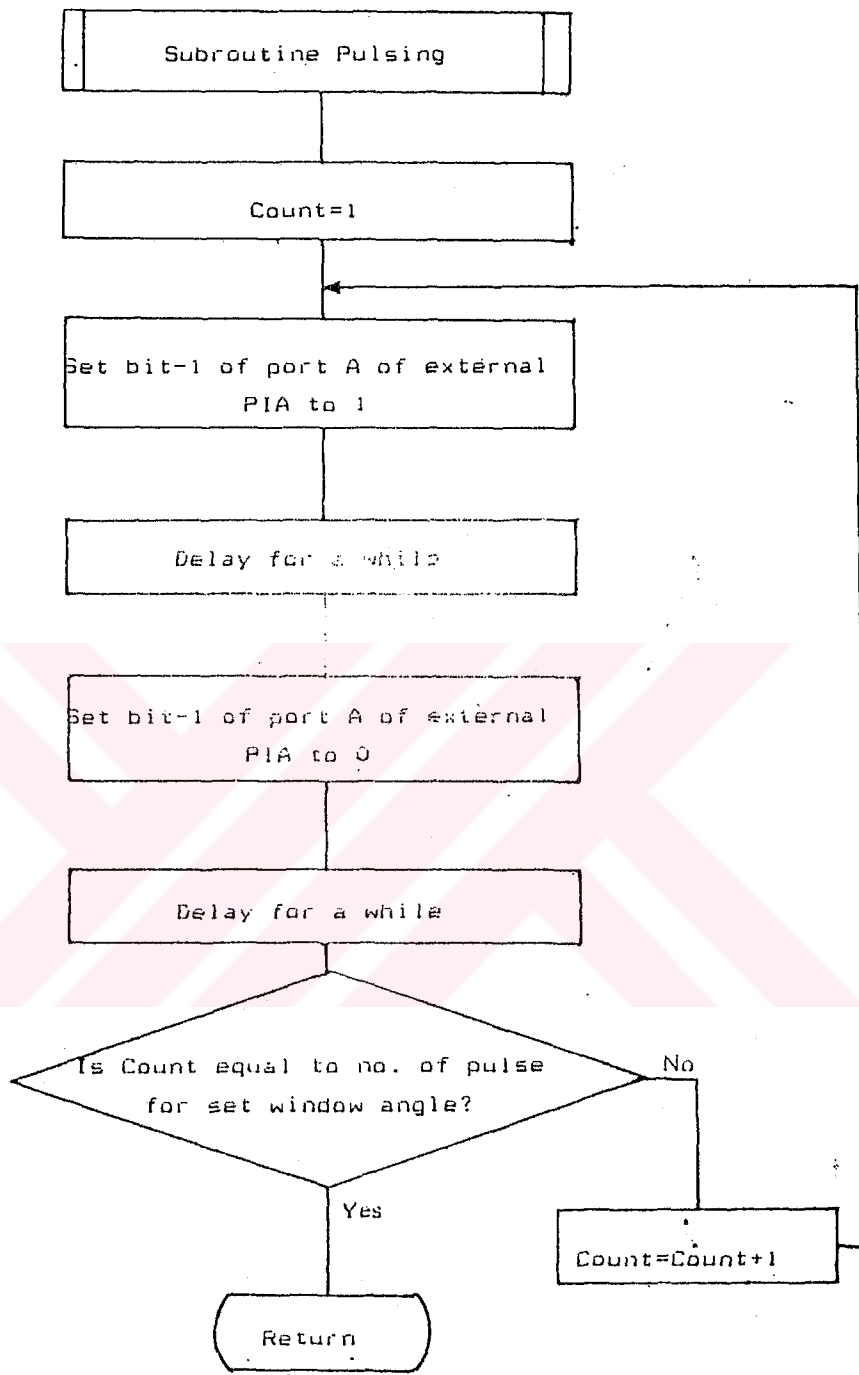 Subroutine Pulsing
Count=1
Set bit-1 of port A of external
PIA to 1
Delay for a while
Set bit-1 of port A of external
PIA to 0
Delay for a while
Is Count equal to no. of pulse
for set window angle?
No
Yes
Count=Count+1
Return